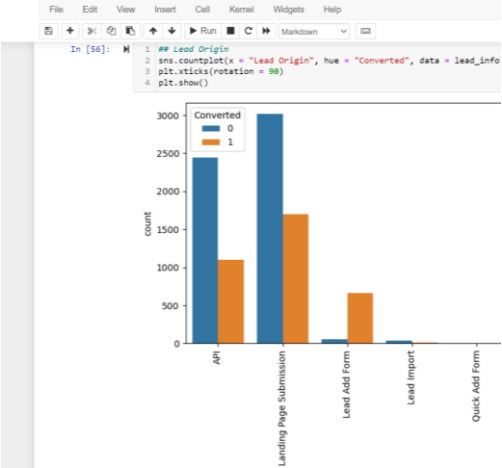 File Edit View Insert Cell Kernel Widgets Help
Run Markdown
In [56]:
1 ## Lead Origin
2 sns.countplot(x = "Lead Origin", hue = "Converted", data = lead_info
3 plt.xticks(rotation = 90)
4 plt.show()
Converted
0
1
3000
2500
2000
1500
1000
500
0
count
API
Landing Page Submission
Lead Add Form
Lead Import
Quick Add Form